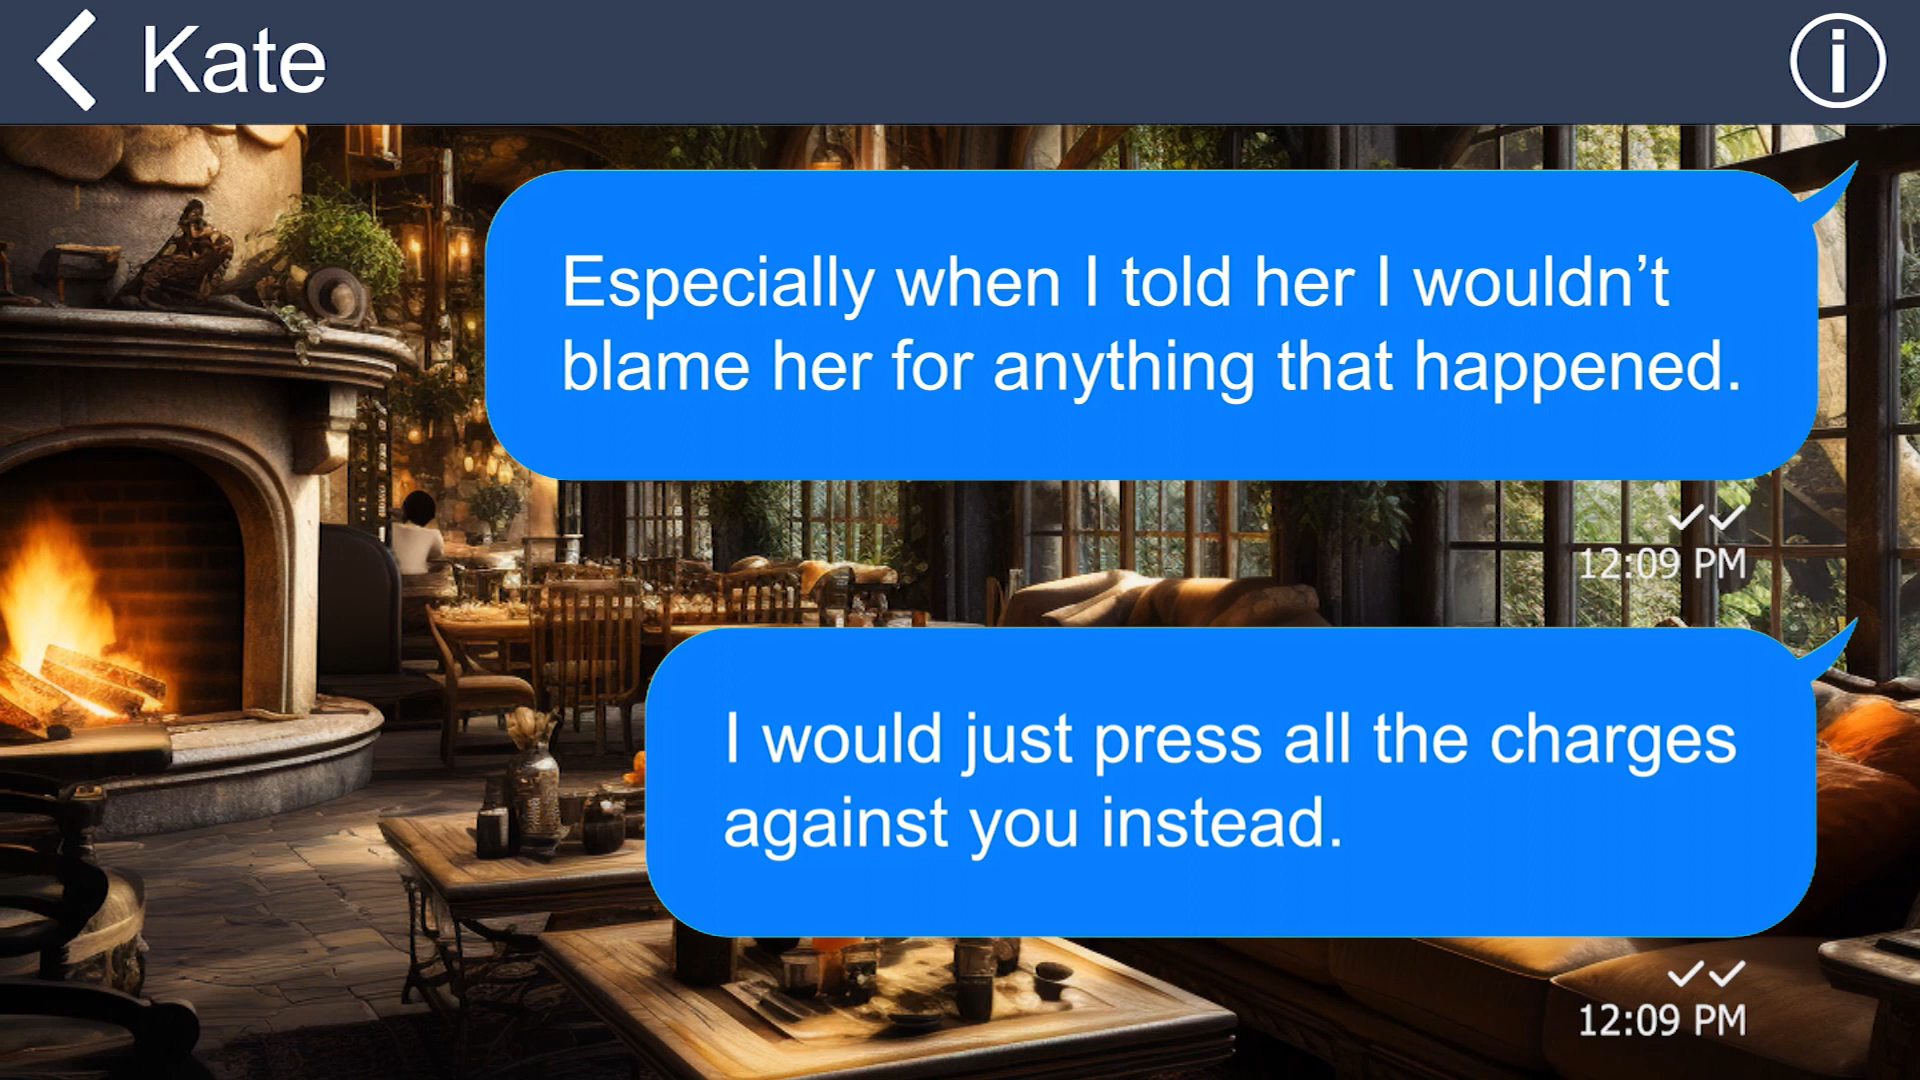 Kate
Especially when I told her I wouldn’t
blame her for anything that happened.
12:09 PM
I would just press all the charges
against you instead.
12:09 PM